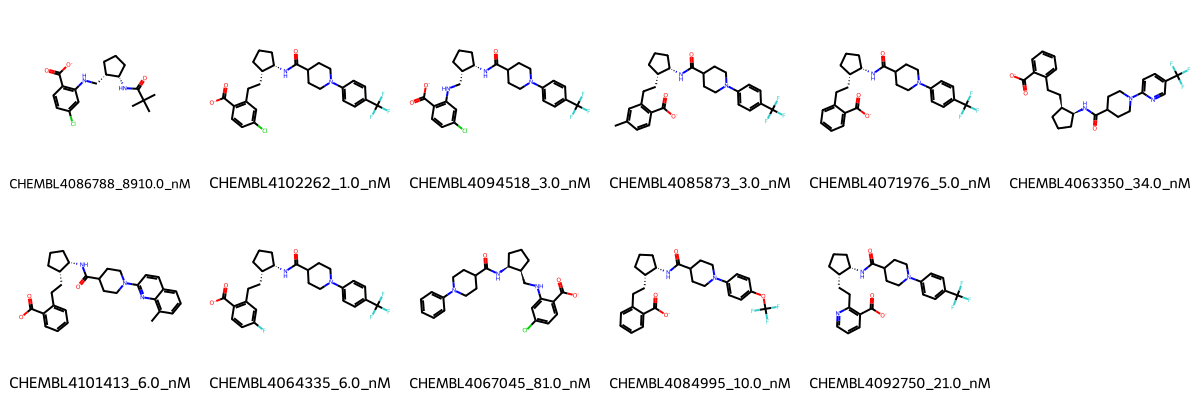 CHEMBL4086788_8910.0_nM
CHEMBL4102262_1.0_nM
CHEMBL4094518_3.0_nM
CHEMBL4085873_3.0_nM
CHEMBL4071976_5.0_nM
CHEMBL4063350_34.0_nM
CHEMBL4101413_6.0_nM
CHEMBL4064335_6.0_nM
CHEMBL4067045_81.0_nM
CHEMBL4084995_10.0_nM
CHEMBL4092750_21.0_nM